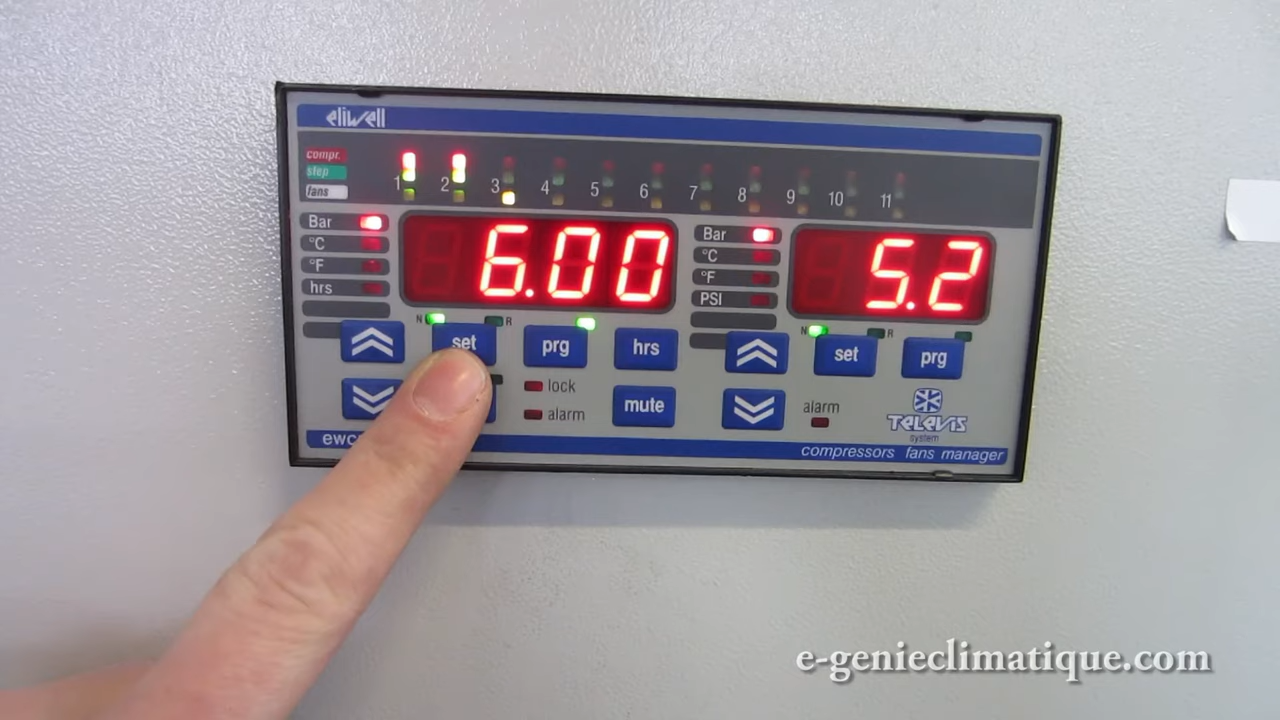 eliwell
compr.
step
fans
1 2 3 4 5 6 7 8 9 10 11
Bar
°C
°F
hrs
6.00
Bar
°C
°F
PSI
5.2
N R
set prg hrs
N R
set prg
lock
alarm
mute
alarm
TELEVIS
system
ewc
compressors fans manager
e-genieclimatique.com